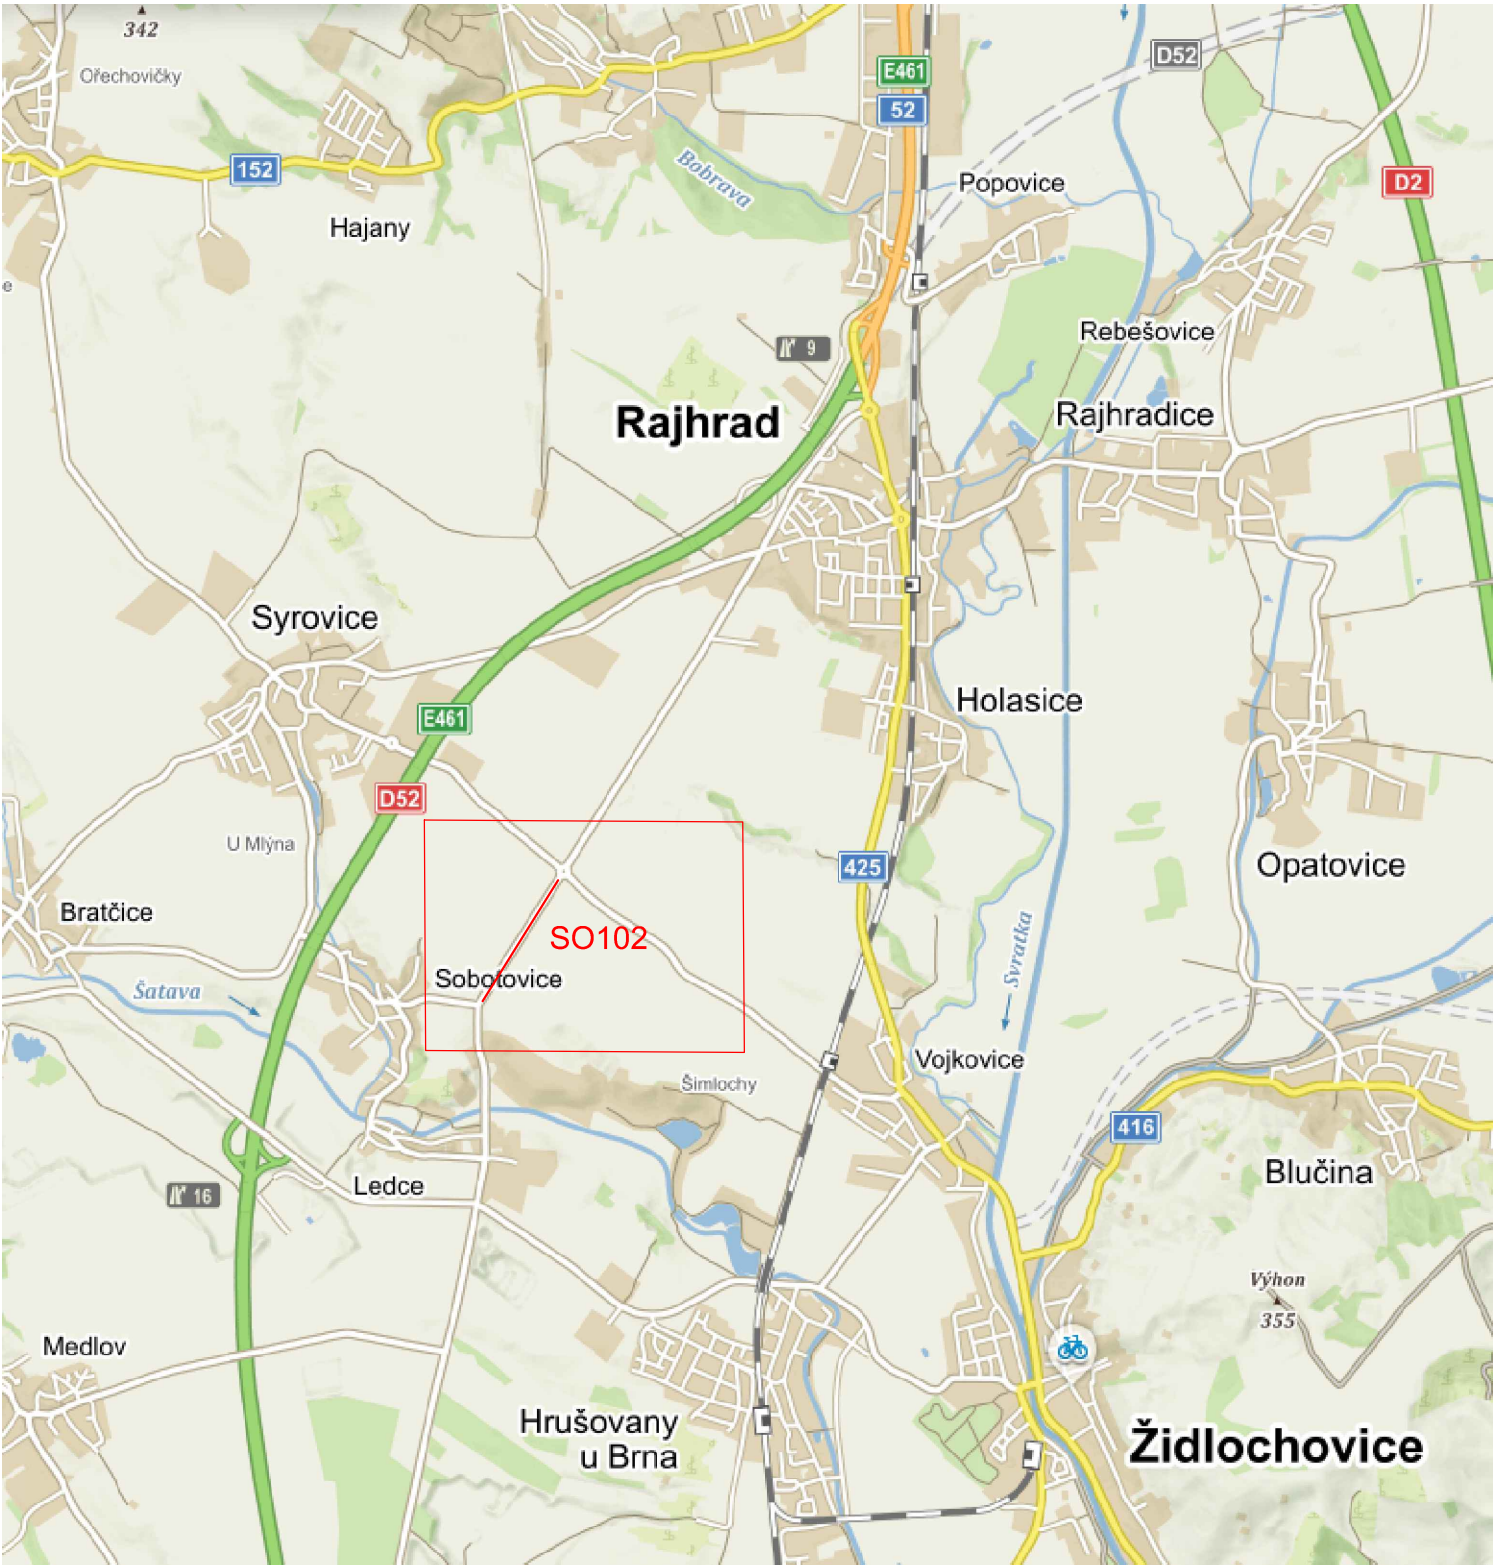 342
Ořechovičky
E461
52
D52
152
Bobrava
Popovice
D2
Hajany
e
Rebešovice
9
Rajhrad
Rajhradice
Syrovice
Holasice
E461
D52
U Mlýna
425
Opatovice
Bratčice
SO102
Svratka
Sobotovice
Šatava
Vojkovice
Šimlochy
416
Blučina
Ledce
16
Výhon
355
Medlov
Hrušovany
u Brna
Židlochovice